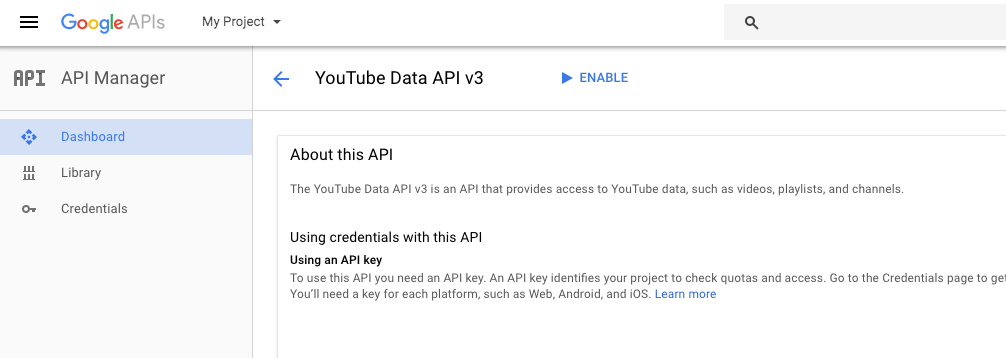 Google APIs
My Project
API
API Manager
YouTube Data API v3
ENABLE
Dashboard
Library
Credentials
About this API
The YouTube Data API v3 is an API that provides access to YouTube data, such as videos, playlists, and channels.
Using credentials with this API
Using an API key
To use this API you need an API key. An API key identifies your project to check quotas and access. Go to the Credentials page to get
You'll need a key for each platform, such as Web, Android, and iOS. Learn more